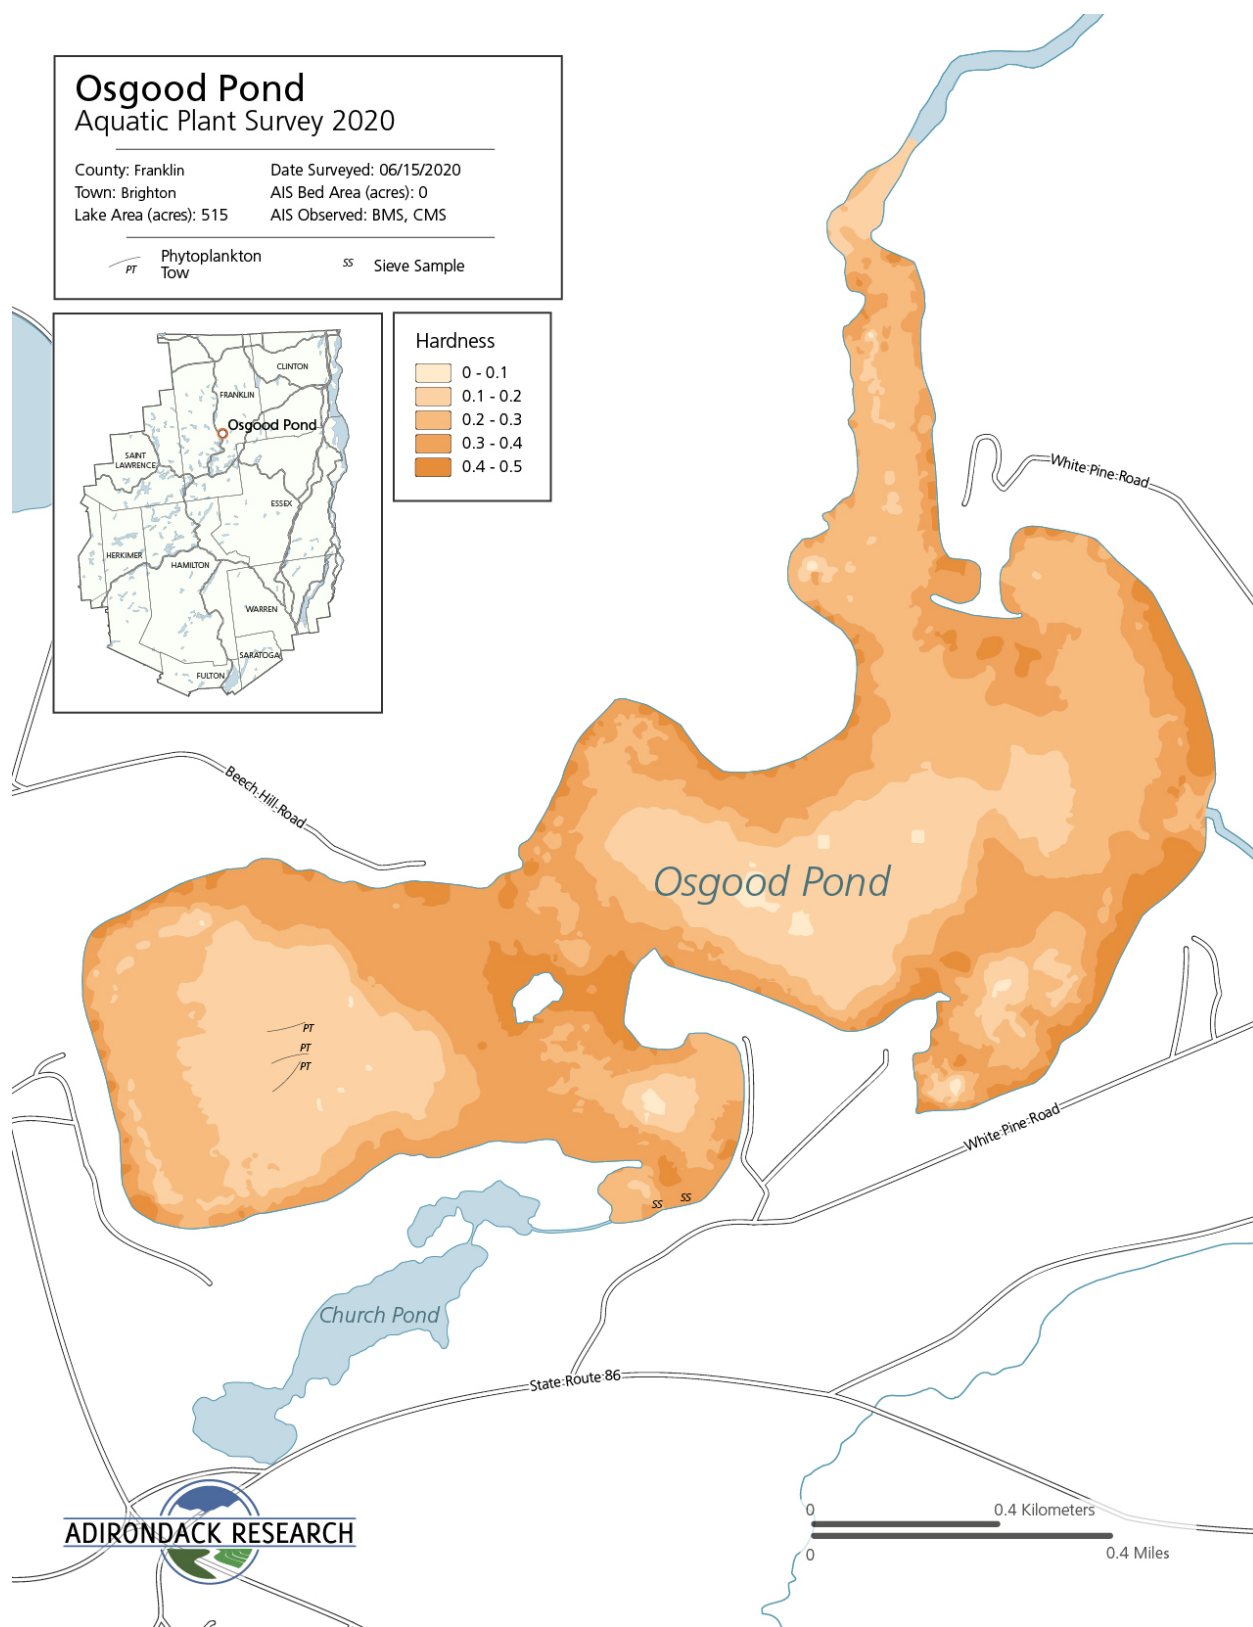 Osgood Pond
Aquatic Plant Survey 2020
County: Franklin
Town: Brighton
Lake Area (acres): 515
Date Surveyed: 06/15/2020
AIS Bed Area (acres): 0
AIS Observed: BMS, CMS
PT
Phytoplankton
Tow
SS
Sieve Sample
CLINTON
FRANKLIN
Osgood Pond
SAINT
LAWRENCE
ESSEX
HERKIMER
HAMILTON
WARREN
SARATOGA
FULTON
Hardness
0 - 0.1
0.1 - 0.2
0.2 - 0.3
0.3 - 0.4
0.4 - 0.5
White Pine Road
Beech Hill Road
Osgood Pond
PT
PT
PT
White Pine Road
SS
SS
Church Pond
State Route 86
ADIRONDACK RESEARCH
0
0.4 Kilometers
0
0.4 Miles